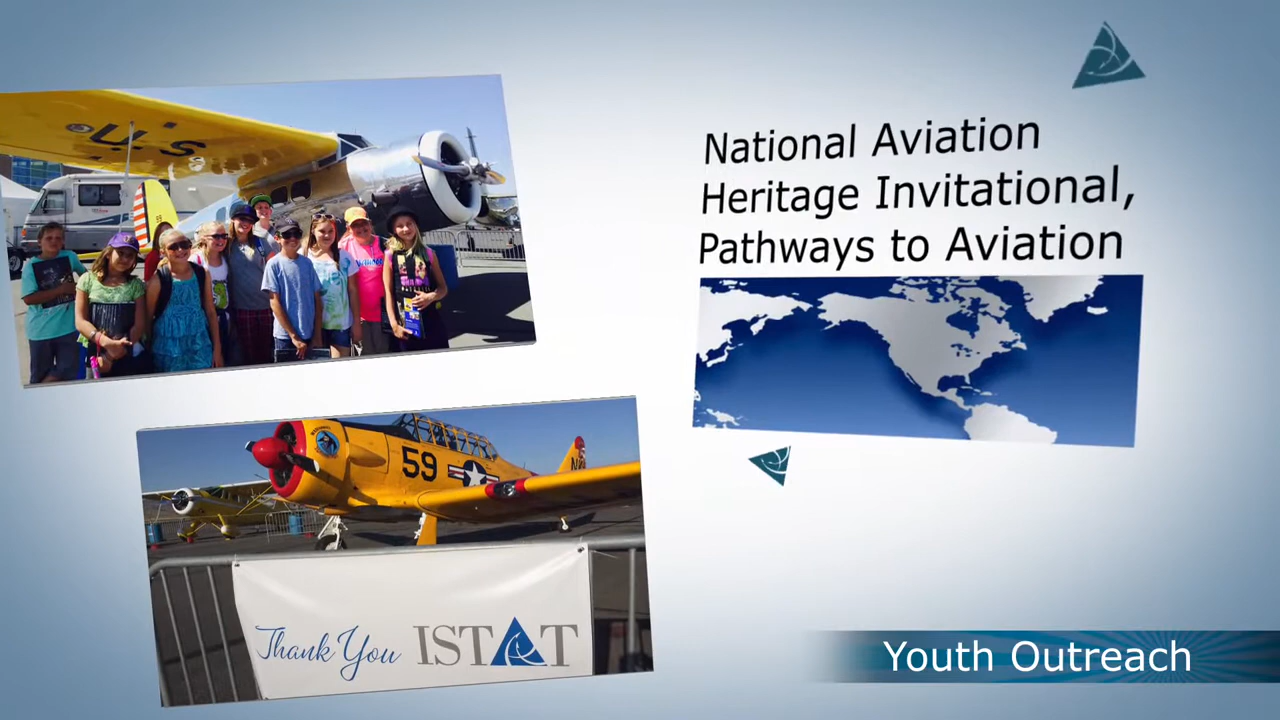 National Aviation
Heritage Invitational,
Pathways to Aviation
U.S.
59
Thank You ISTAT
Youth Outreach